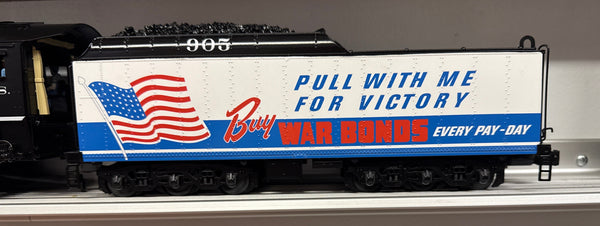 905
S.
PULL WITH ME
FOR VICTORY
Buy WAR BONDS EVERY PAY-DAY